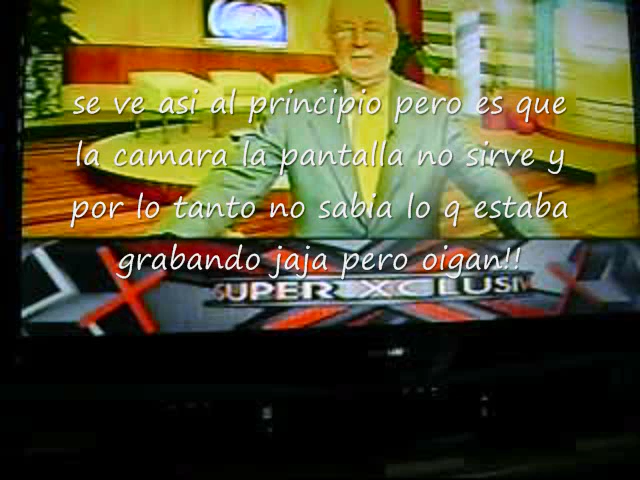 se ve asi al principio pero es que
la camara la pantalla no sirve y
por lo tanto no sabia lo q estaba
grabando jaja pero oigan!!
SUPERXCLUSIV